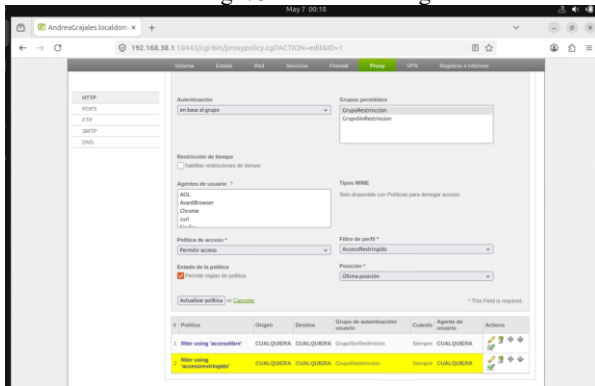 May 7 00:18
AndreaGrajales.localdom
192.168.30.1:10443/cgi-bin/proxypolicy.cgi?ACTION=edit&ID=1
Sistema Estado Red Servicios Firewall Proxy VPN Registros e informes
HTTP
POP3
FTP
SMTP
DNS
Autenticación
en base al grupo
Grupos permitidos
GrupoRestrinccion
GrupoSinRestrincion
Restricción de tiempo
habilitar restricciones de tiempo
Agentes de usuario ?
AOL
AvantBrowser
Chrome
curl
Tipos MIME
Solo disponible con Políticas para denegar acceso.
Política de acceso *
Permitir acceso
Filtro de perfil *
AccesoRestringido
Estado de la política
Permitir reglas de política
Posición *
Última posición
Actualizar política or Cancelar
* This Field is required.
# Política Origen Destino Grupo de autenticación/ usuario Cuándo Agente de usuario Actions
1 filter using 'accesolibre' CUALQUIERA CUALQUIERA GrupoSinRestrincion Siempre CUALQUIERA
2 filter using 'accesorestringido' CUALQUIERA CUALQUIERA GrupoRestrinccion Siempre CUALQUIERA